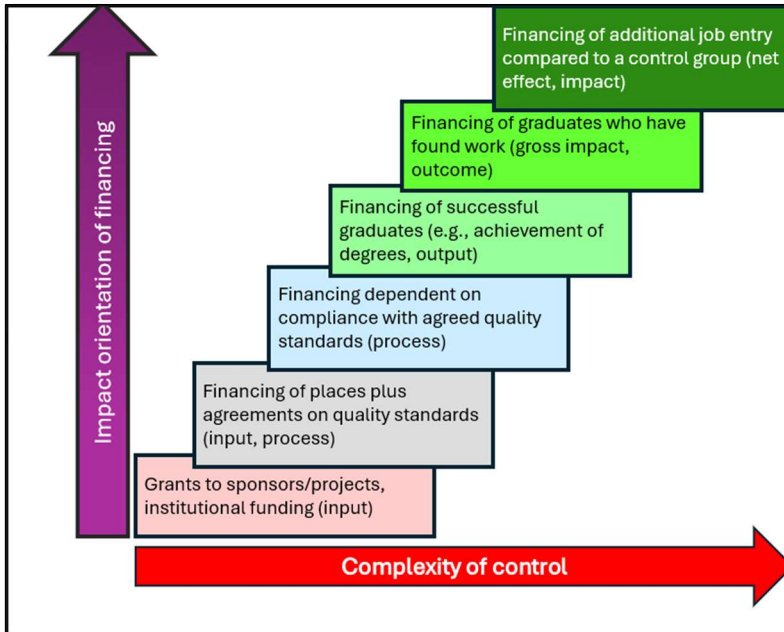 Financing of additional job entry
compared to a control group (net
effect, impact)
Financing of graduates who have
found work (gross impact,
outcome)
Financing of successful
graduates (e.g., achievement of
degrees, output)
Financing dependent on
compliance with agreed quality
standards (process)
Financing of places plus
agreements on quality standards
(input, process)
Grants to sponsors/projects,
institutional funding (input)
Impact orientation of financing
Complexity of control